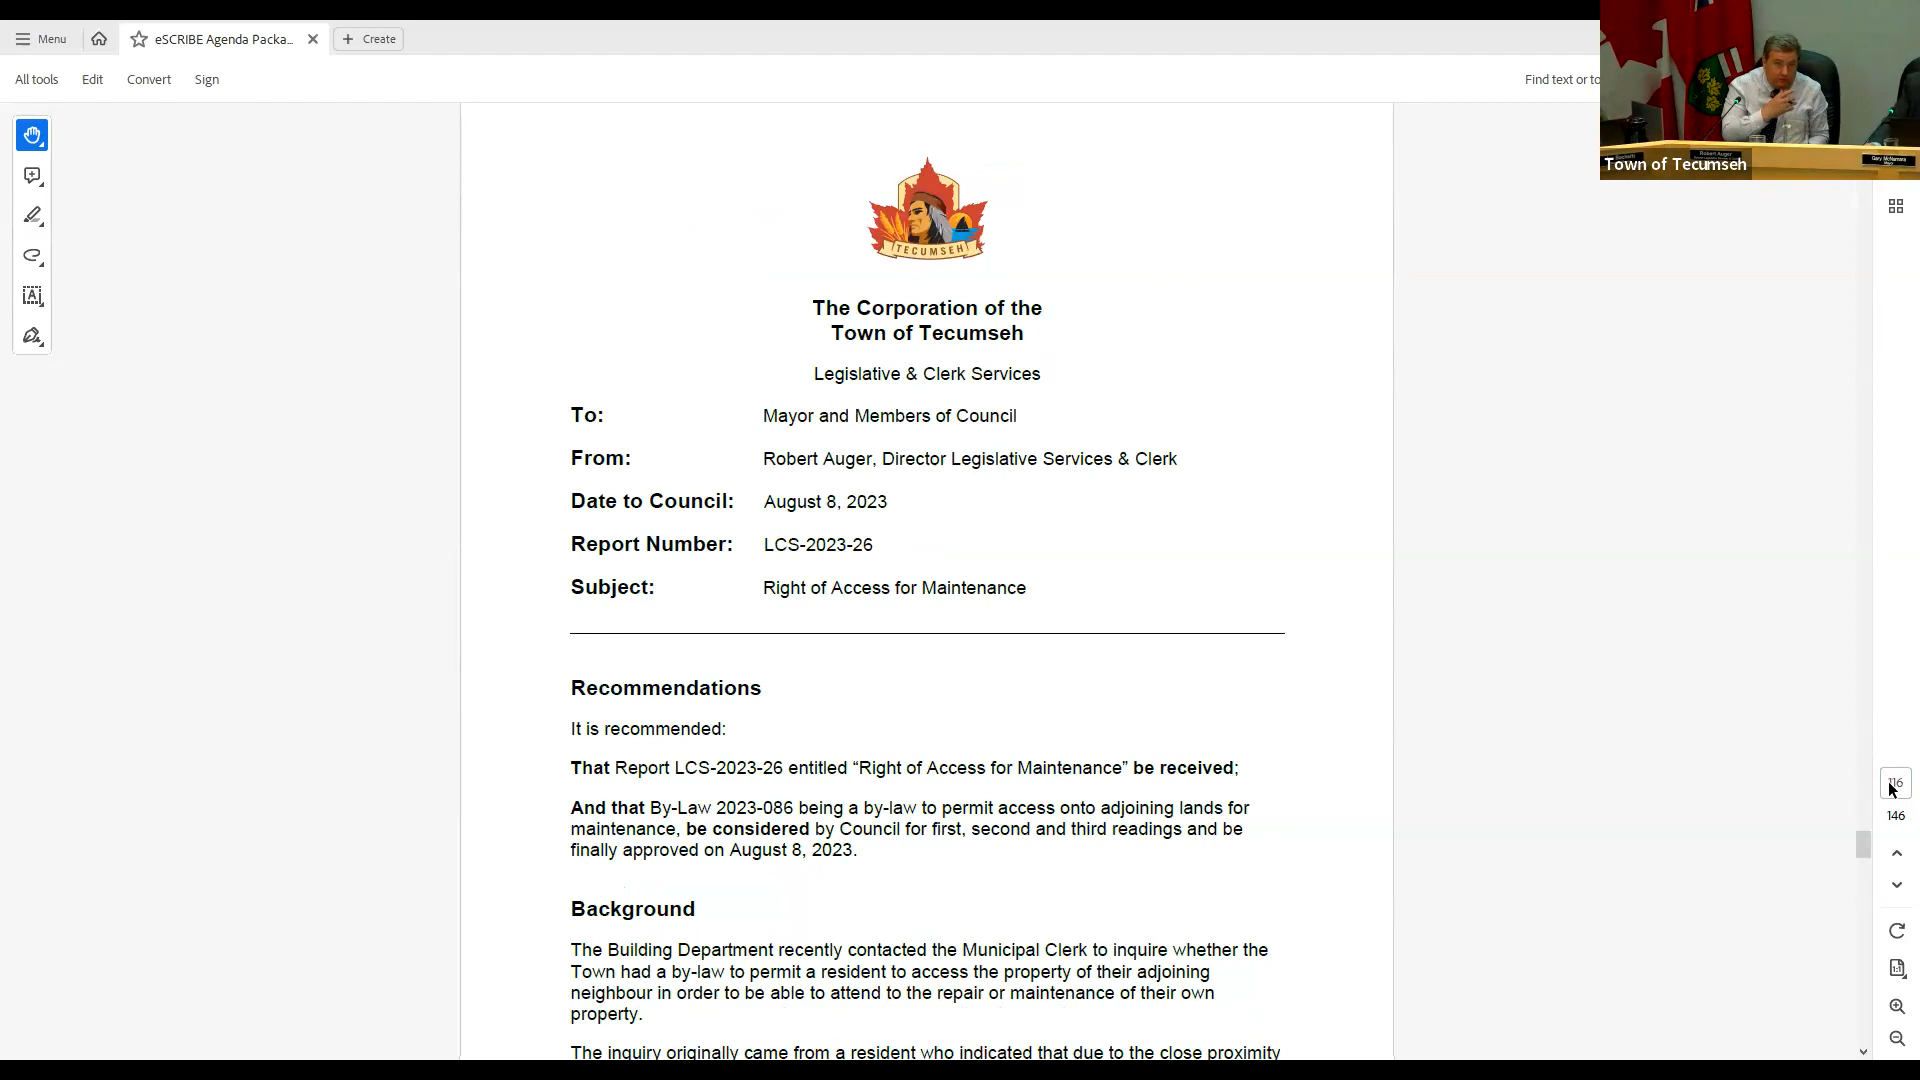 Menu
eSCRIBE Agenda Packa...
Create
All tools
Edit
Convert
Sign
Find text or to
Robert Auger
Gary McNamara
Mayor
Town of Tecumseh
TECUMSEH
The Corporation of the
Town of Tecumseh
Legislative & Clerk Services
To: Mayor and Members of Council
From: Robert Auger, Director Legislative Services & Clerk
Date to Council: August 8, 2023
Report Number: LCS-2023-26
Subject: Right of Access for Maintenance
Recommendations
It is recommended:
That Report LCS-2023-26 entitled “Right of Access for Maintenance” be received;
And that By-Law 2023-086 being a by-law to permit access onto adjoining lands for
maintenance, be considered by Council for first, second and third readings and be
finally approved on August 8, 2023.
Background
The Building Department recently contacted the Municipal Clerk to inquire whether the
Town had a by-law to permit a resident to access the property of their adjoining
neighbour in order to be able to attend to the repair or maintenance of their own
property.
The inquiry originally came from a resident who indicated that due to the close proximity
116
146